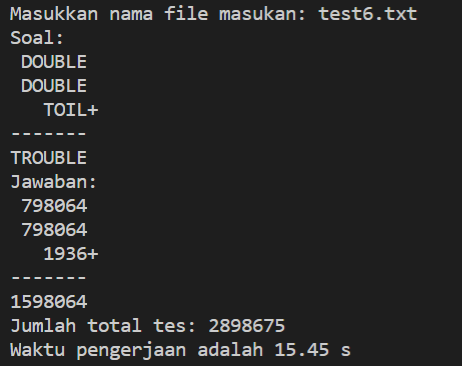 Masukkan nama file masukan: test6.txt
Soal:
 DOUBLE
 DOUBLE
   TOIL+
-------
TROUBLE
Jawaban:
 798064
 798064
   1936+
-------
1598064
Jumlah total tes: 2898675
Waktu pengerjaan adalah 15.45 s